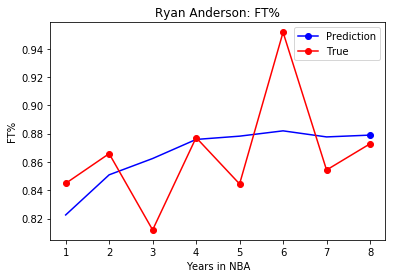 Ryan Anderson: FT%
Prediction
True
0.94
0.92
0.90
0.88
0.86
0.84
0.82
FT%
1 2 3 4 5 6 7 8
Years in NBA